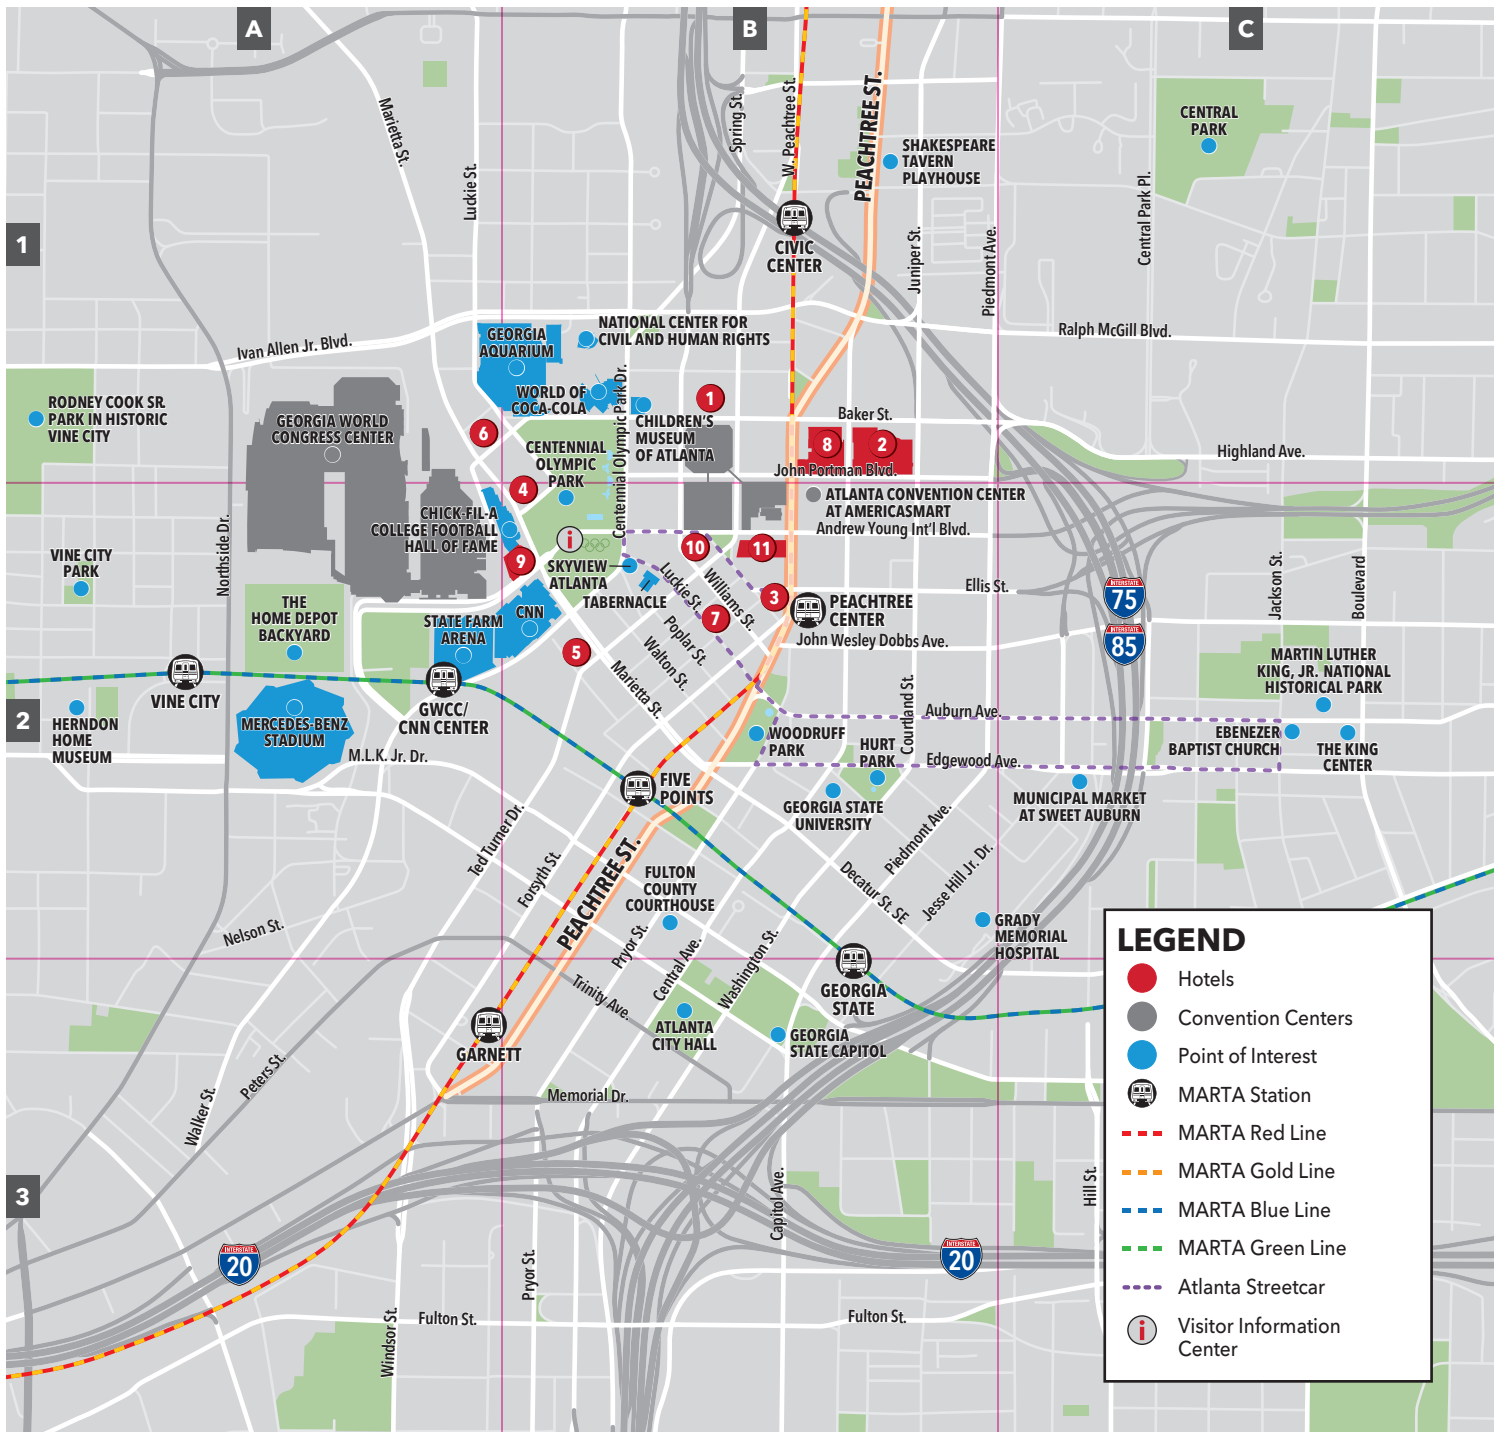 A
B
C
1
2
3
Marietta St.
Luckie St.
Spring St.
W. Peachtree St.
PEACHTREE ST.
SHAKESPEARE
TAVERN
PLAYHOUSE
CENTRAL
PARK
Central Park Pl.
CIVIC
CENTER
Juniper St.
Piedmont Ave.
Ivan Allen Jr. Blvd.
GEORGIA
AQUARIUM
NATIONAL CENTER FOR
CIVIL AND HUMAN RIGHTS
Ralph McGill Blvd.
RODNEY COOK SR.
PARK IN HISTORIC
VINE CITY
GEORGIA WORLD
CONGRESS CENTER
WORLD OF
COCA-COLA
Centennial Olympic Park Dr.
CHILDREN'S
MUSEUM
OF ATLANTA
1
Baker St.
6
8
2
CENTENNIAL
OLYMPIC
PARK
John Portman Blvd.
Highland Ave.
4
ATLANTA CONVENTION CENTER
AT AMERICASMART
Andrew Young Int'l Blvd.
CHICK-FIL-A
COLLEGE FOOTBALL
HALL OF FAME
Northside Dr.
VINE CITY
PARK
i
10
11
9
SKYVIEW
ATLANTA
TABERNACLE
Luckie St.
Williams St.
3
7
PEACHTREE
CENTER
Ellis St.
INTERSTATE
75
INTERSTATE
85
Jackson St.
Boulevard
THE
HOME DEPOT
BACKYARD
STATE FARM
ARENA
CNN
5
Poplar St.
Walton St.
Marietta St.
John Wesley Dobbs Ave.
MARTIN LUTHER
KING, JR. NATIONAL
HISTORICAL PARK
VINE CITY
GWCC/
CNN CENTER
HERNDON
HOME
MUSEUM
MERCEDES-BENZ
STADIUM
M.L.K. Jr. Dr.
Courtland St.
Auburn Ave.
WOODRUFF
PARK
HURT
PARK
Edgewood Ave.
EBENEZER
BAPTIST CHURCH
THE KING
CENTER
FIVE
POINTS
GEORGIA STATE
UNIVERSITY
MUNICIPAL MARKET
AT SWEET AUBURN
Ted Turner Dr.
Forsyth St.
PEACHTREE ST.
FULTON
COUNTY
COURTHOUSE
Piedmont Ave.
Decatur St. SE
Jesse Hill Jr. Dr.
GRADY
MEMORIAL
HOSPITAL
Nelson St.
Pryor St.
Central Ave.
Washington St.
Trinity Ave.
GEORGIA
STATE
ATLANTA
CITY HALL
GEORGIA
STATE CAPITOL
GARNETT
Peters St.
Walker St.
Memorial Dr.
Capitol Ave.
Hill St.
INTERSTATE
20
INTERSTATE
20
Pryor St.
Windsor St.
Fulton St.
Fulton St.
LEGEND
Hotels
Convention Centers
Point of Interest
MARTA Station
MARTA Red Line
MARTA Gold Line
MARTA Blue Line
MARTA Green Line
Atlanta Streetcar
i
Visitor Information
Center